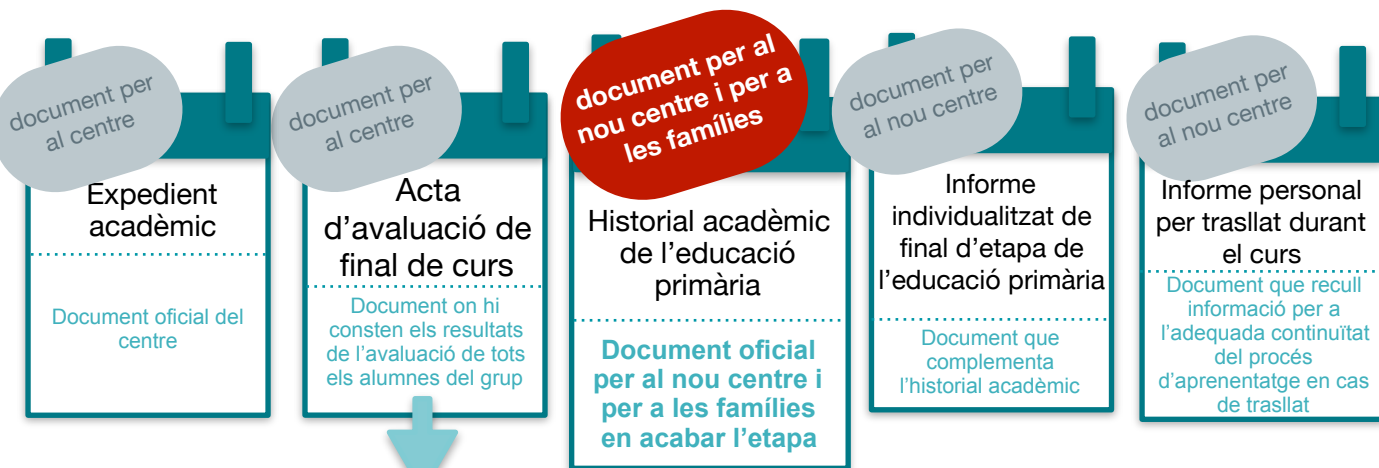 document per
al centre
Expedient
acadèmic
Document oficial del
centre
document per
al centre
Acta
d’avaluació de
final de curs
Document on hi
consten els resultats
de l’avaluació de tots
els alumnes del grup
document per al
nou centre i per a
les famílies
Historial acadèmic
de l’educació
primària
Document oficial
per al nou centre i
per a les famílies
en acabar l’etapa
document per
al nou centre
Informe
individualitzat de
final d’etapa de
l’educació primària
Document que
complementa
l’historial acadèmic
document per
al nou centre
Informe personal
per trasllat durant
el curs
Document que recull
informació per a
l’adequada continuïtat
del procés
d’aprenentatge en cas
de trasllat